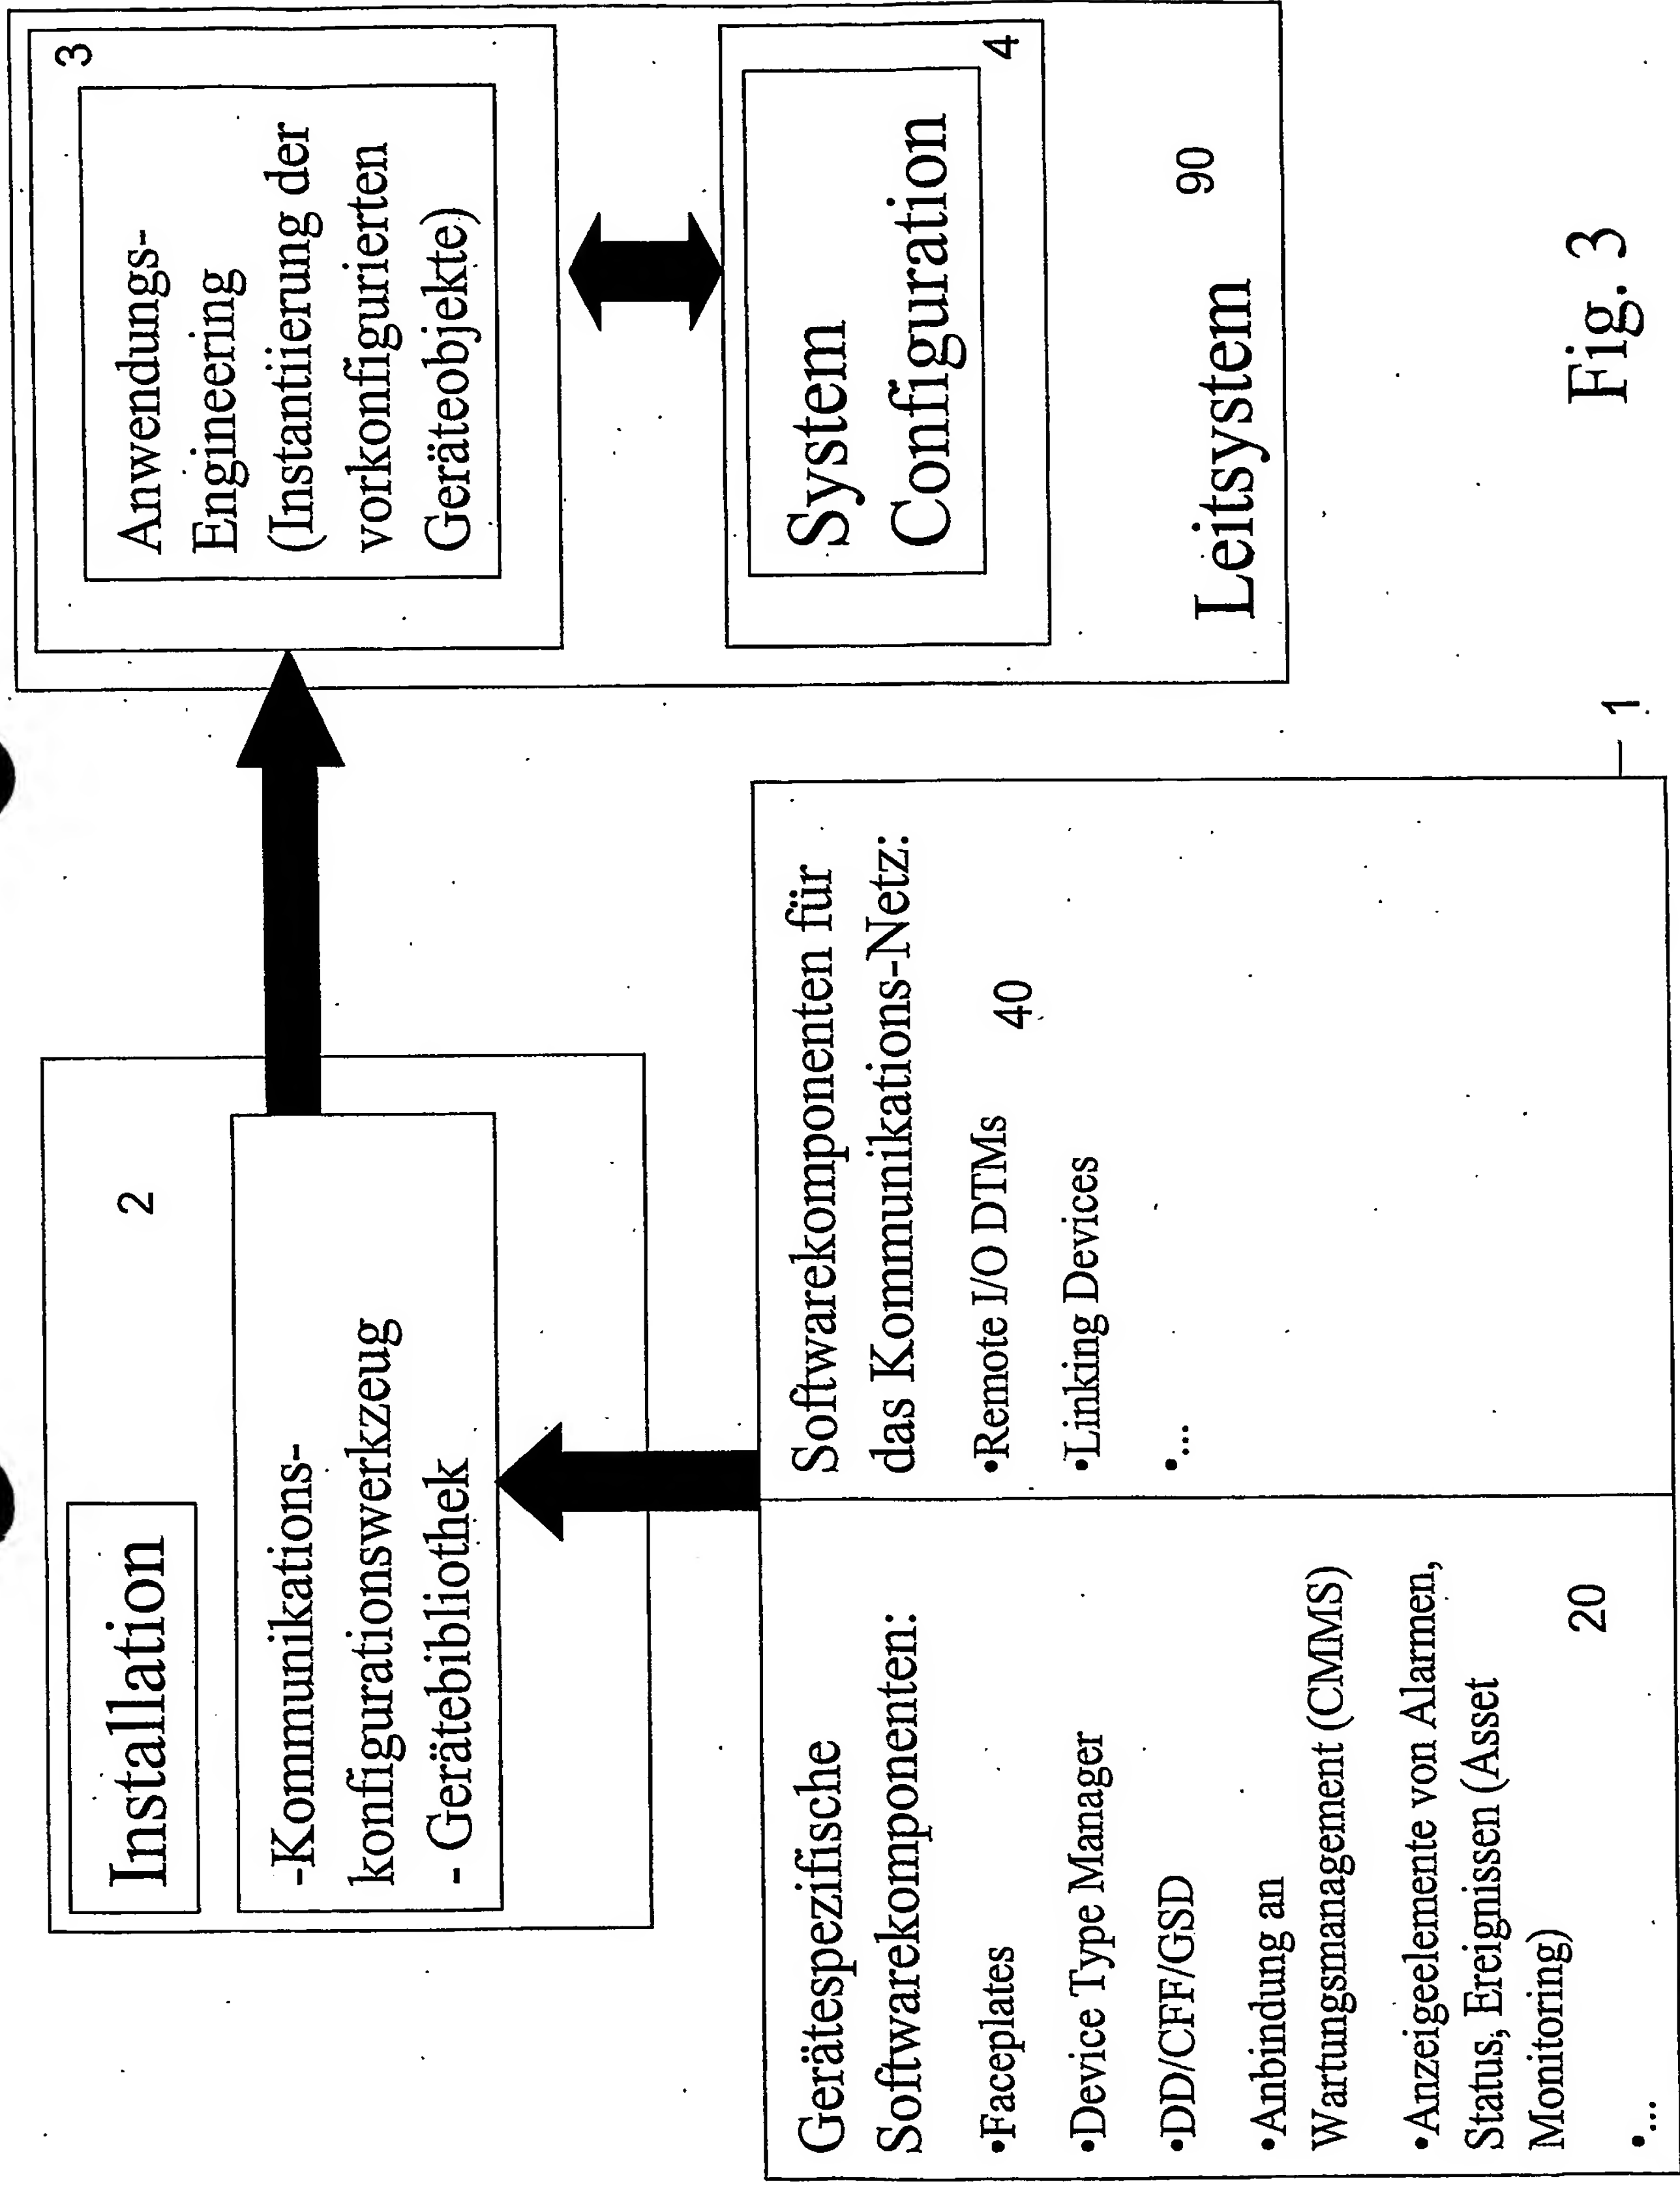 Installation
2
-Kommunikations-
konfigurationswerkzeug
- Gerätebibliothek
3
Anwendungs-
Engineering
(Instantiierung der
vorkonfigurierten
Geräteobjekte)
System
Configuration
4
Leitsystem
90
Gerätespezifische
Softwarekomponenten:
•Faceplates
•Device Type Manager
•DD/CFF/GSD
•Anbindung an
Wartungsmanagement (CMMS)
•Anzeigeelemente von Alarmen,
Status, Ereignissen (Asset
Monitoring)
•...
20
Softwarekomponenten für
das Kommunikations-Netz:
•Remote I/O DTMs
•Linking Devices
•...
40
1
Fig. 3